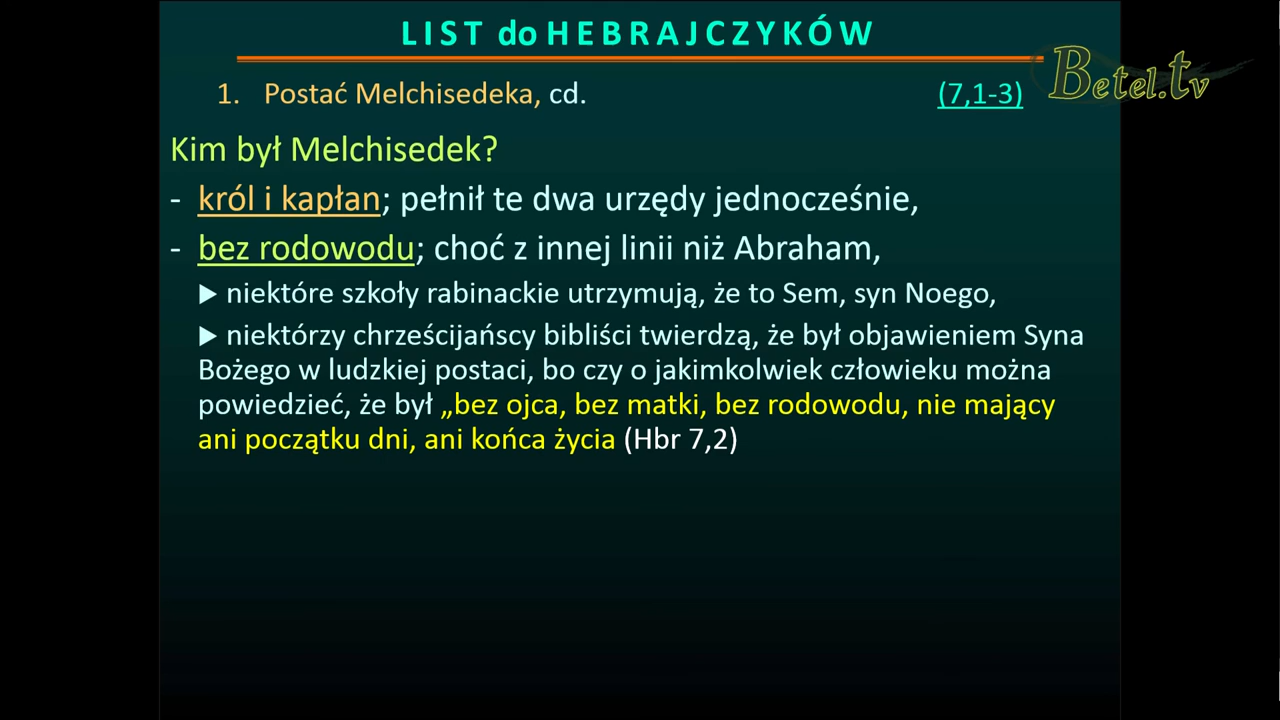 LIST do HEBRAJCZYKÓW
Betel.tv
1. Postać Melchisedeka, cd. (7,1-3)
Kim był Melchisedek?
- król i kapłan; pełnił te dwa urzędy jednocześnie,
- bez rodowodu; choć z innej linii niż Abraham,
► niektóre szkoły rabinackie utrzymują, że to Sem, syn Noego,
► niektórzy chrześcijańscy bibliści twierdzą, że był objawieniem Syna
Bożego w ludzkiej postaci, bo czy o jakimkolwiek człowieku można
powiedzieć, że był „bez ojca, bez matki, bez rodowodu, nie mający
ani początku dni, ani końca życia (Hbr 7,2)